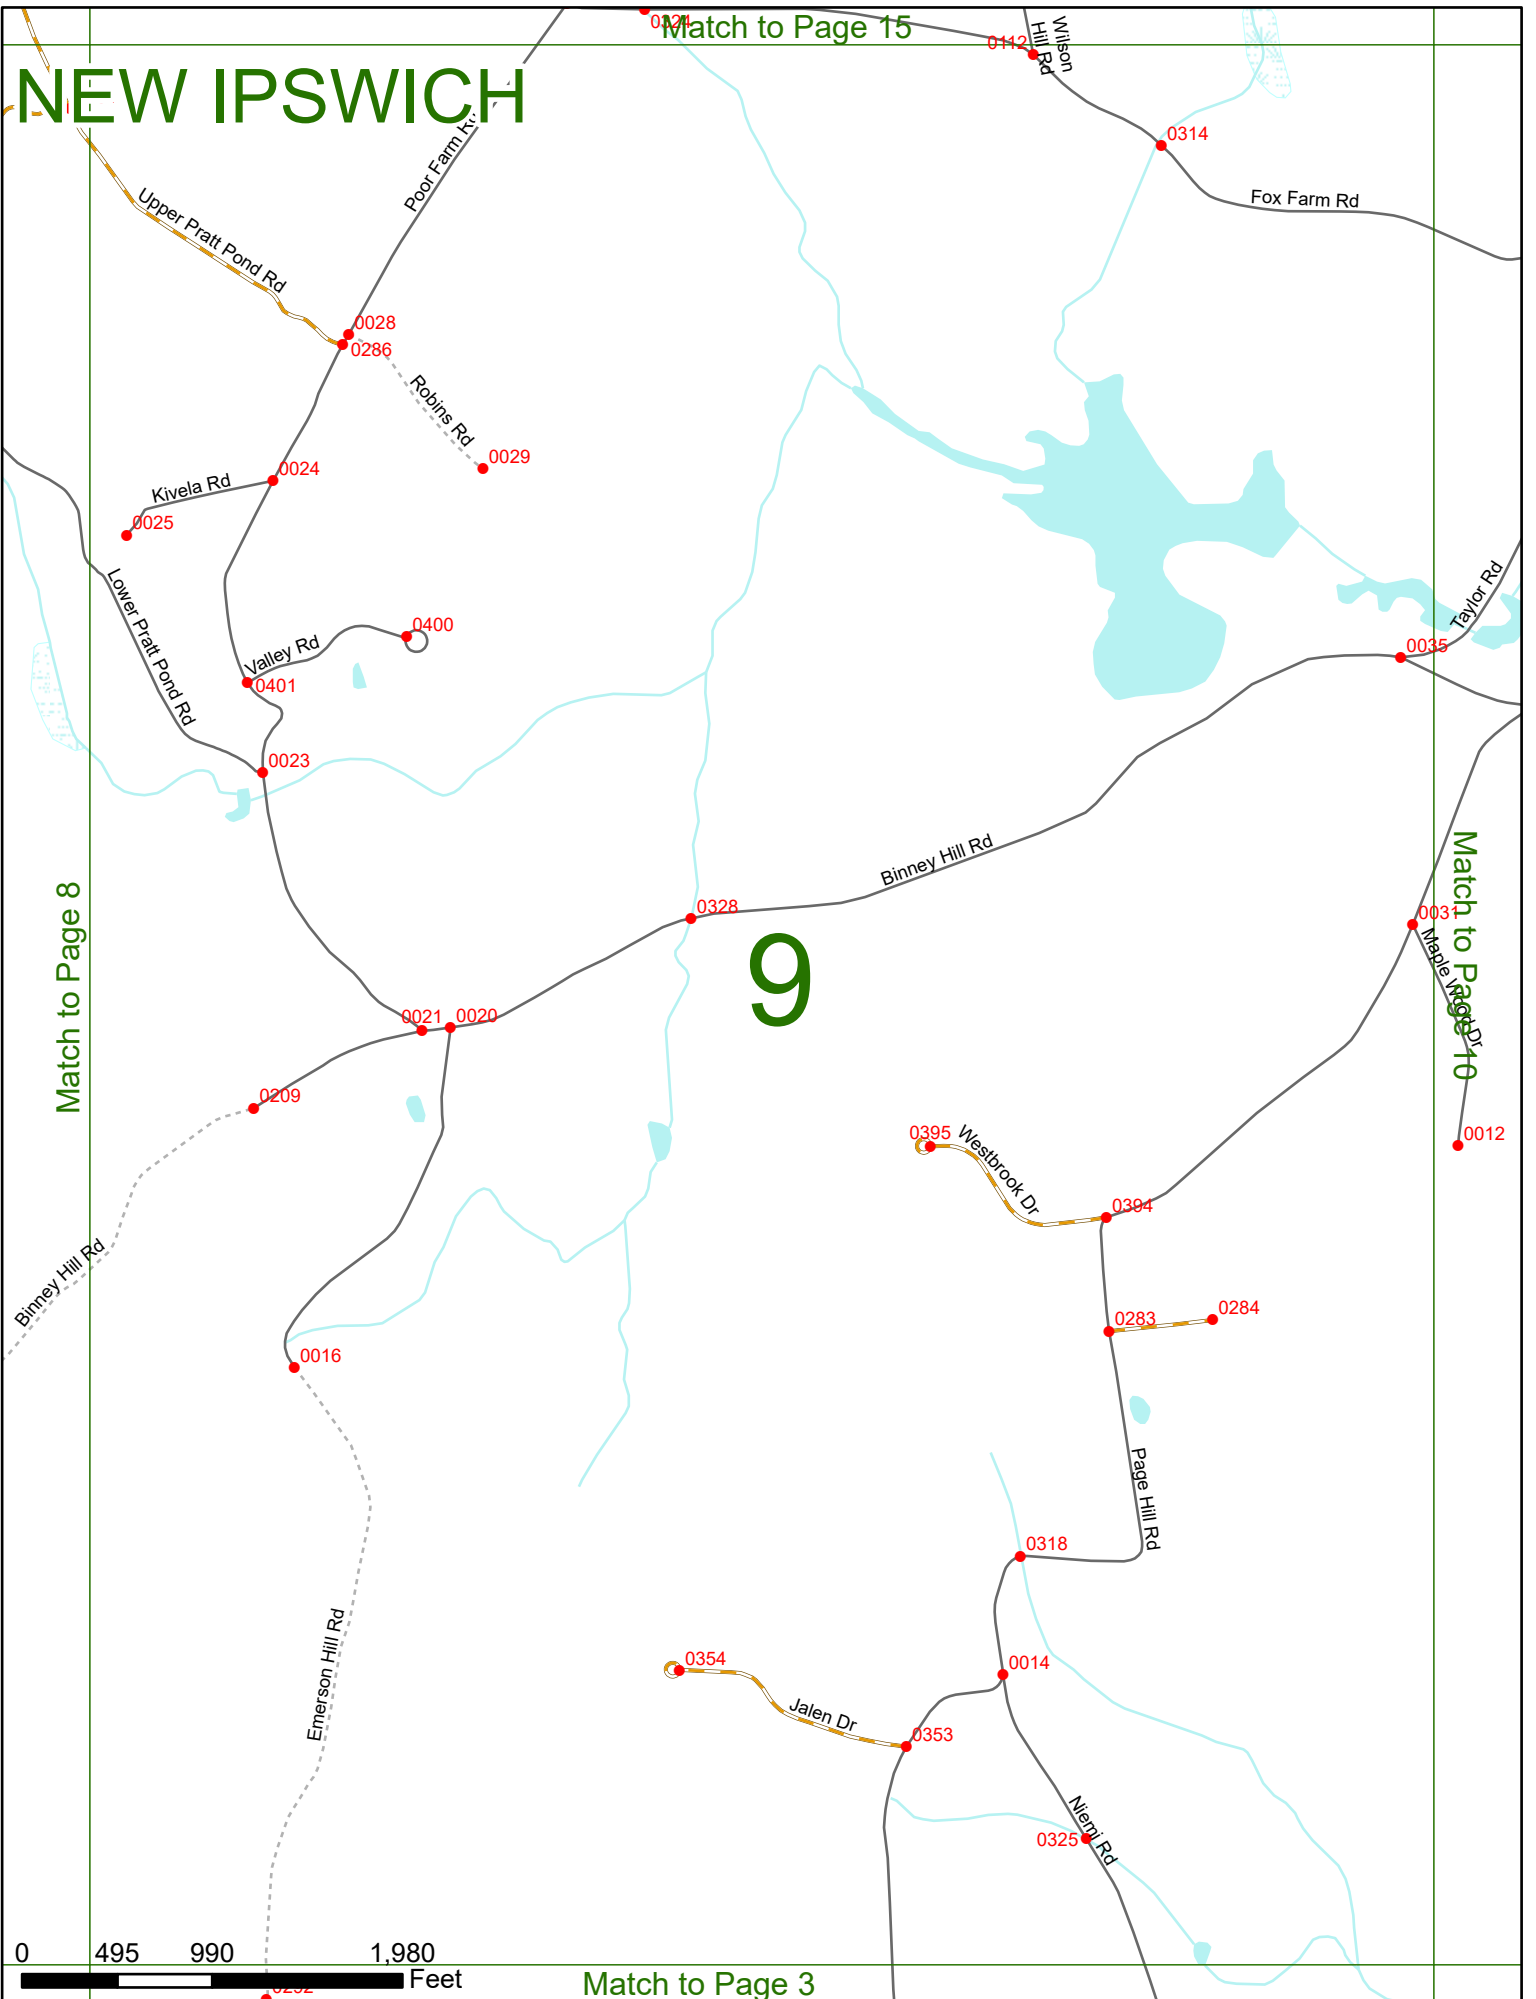 0324
Match to Page 15
0112
Wilson
Hill Rd
NEW IPSWICH
Poor Farm Rd
0314
Fox Farm Rd
Upper Pratt Pond Rd
0028
0286
Robins Rd
0029
0024
Kivela Rd
0025
Lower Pratt Pond Rd
0400
Valley Rd
0401
Taylor Rd
0035
0023
Binney Hill Rd
Match to Page 8
0328
9
0031
Match to Page 10
Maple Wood Dr
0021
0020
0209
0395
Westbrook Dr
0012
0394
Binney Hill Rd
0284
0283
0016
Page Hill Rd
0318
Emerson Hill Rd
0354
0014
Jalen Dr
0353
Niemi Rd
0325
0 495 990 1,980
Feet
Match to Page 3